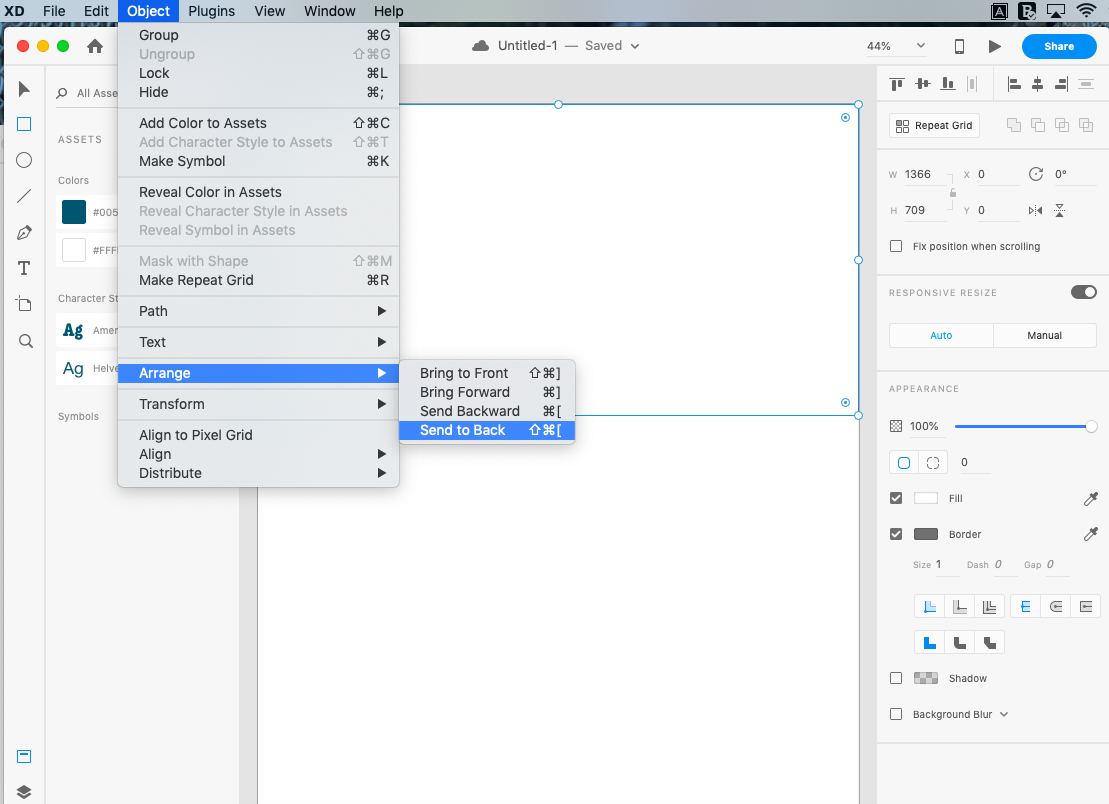 XD File Edit Object Plugins View Window Help
Untitled-1 — Saved
44%
Share
Group ⌘G
Ungroup ⇧⌘G
Lock ⌘L
Hide ⌘;
Add Color to Assets ⇧⌘C
Add Character Style to Assets ⇧⌘T
Make Symbol ⌘K
Reveal Color in Assets
Reveal Character Style in Assets
Reveal Symbol in Assets
Mask with Shape ⇧⌘M
Make Repeat Grid ⌘R
Path
Text
Arrange
Transform
Align to Pixel Grid
Align
Distribute
Bring to Front ⇧⌘]
Bring Forward ⌘]
Send Backward ⌘[
Send to Back ⇧⌘[
All Asse
ASSETS
Colors
#005
#FFF
Character St
Ag Amer
Ag Helve
Symbols
Repeat Grid
W 1366 X 0 0°
H 709 Y 0
Fix position when scrolling
RESPONSIVE RESIZE
Auto Manual
APPEARANCE
100%
0
Fill
Border
Size 1 Dash 0 Gap 0
Shadow
Background Blur